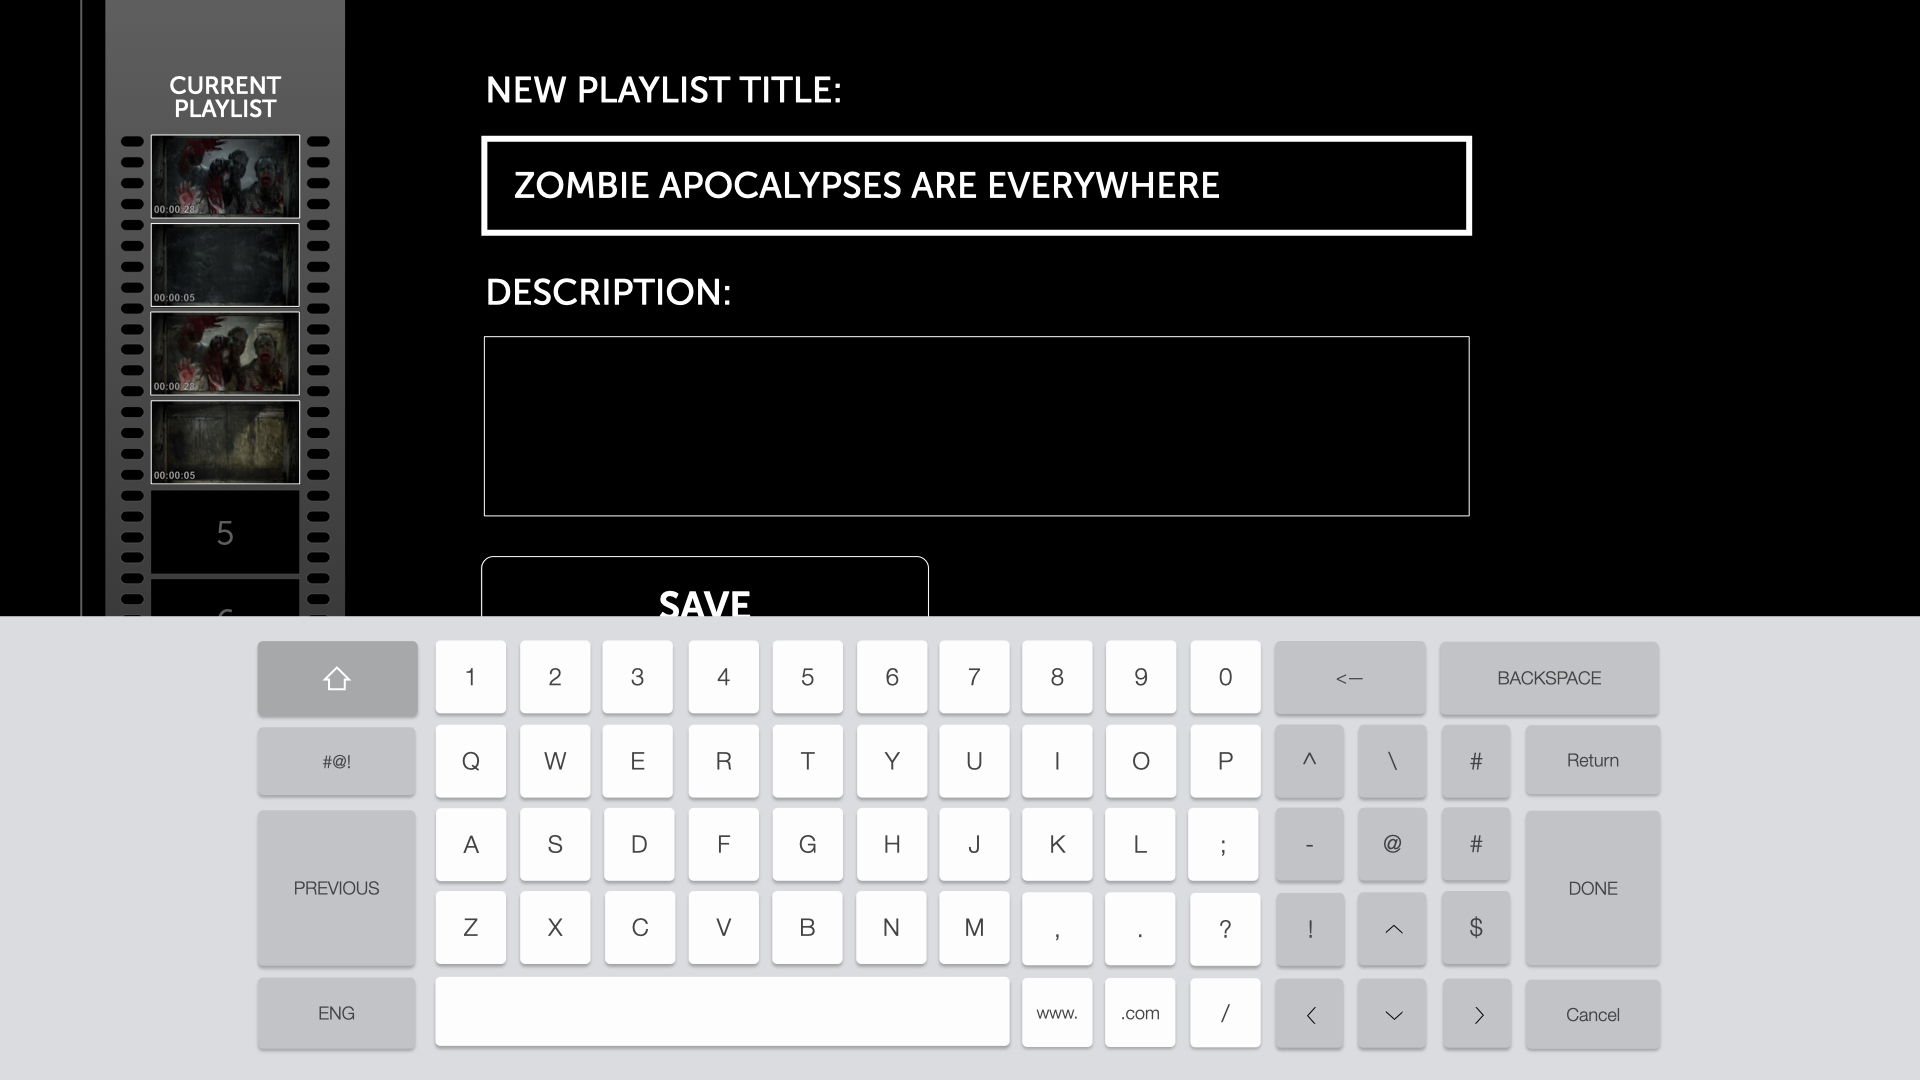 CURRENT
PLAYLIST
00:00:28
00:00:05
00:00:28
00:00:05
5
6
NEW PLAYLIST TITLE:
ZOMBIE APOCALYPSES ARE EVERYWHERE
DESCRIPTION:
SAVE
1 2 3 4 5 6 7 8 9 0 <— BACKSPACE
#@! Q W E R T Y U I O P ^ \ # Return
A S D F G H J K L ; - @ #
PREVIOUS DONE
Z X C V B N M , . ? ! ^ $
ENG www. .com / < ⌄ > Cancel